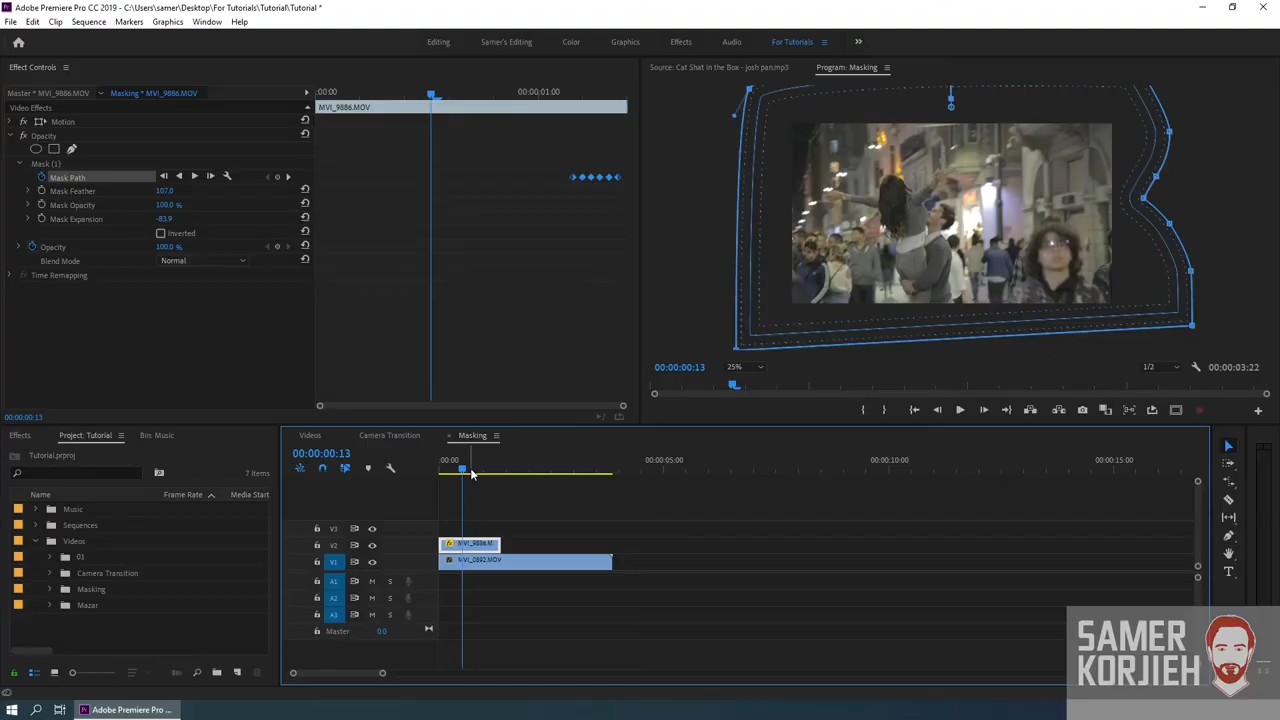 Adobe Premiere Pro CC 2019 - C:\Users\samer\Desktop\For Tutorials\Tutorial\Tutorial *
File Edit Clip Sequence Markers Graphics Window Help
Editing Samer's Editing Color Graphics Effects Audio For Tutorials
Effect Controls
Source: Cat Shat in the Box - josh pan.mp3 Program: Masking
Master * MVI_9886.MOV Masking * MVI_9886.MOV
:00:00 00:00:01:00
Video Effects
MVI_9886.MOV
fx Motion
fx Opacity
Mask (1)
Mask Path
Mask Feather 107.0
Mask Opacity 100.0 %
Mask Expansion -83.9
Inverted
Opacity 100.0 %
Blend Mode Normal
fx Time Remapping
00:00:00:13 25% 1/2 00:00:03:22
00:00:00:13
Effects Project: Tutorial Bin: Music
Videos Camera Transition Masking
Tutorial.prproj
00:00:00:13
7 Items
:00:00 00:00:05:00 00:00:10:00 00:00:15:00
Name Frame Rate Media Start
Music
Sequences
Videos
01
Camera Transition
Masking
Mazar
V3
V2
fx MVI_9886.M
V1
MVI_0892.MOV
A1 M S
A2 M S
A3 M S
Master 0.0
SAMER
KORJIEH
Adobe Premiere Pro ...